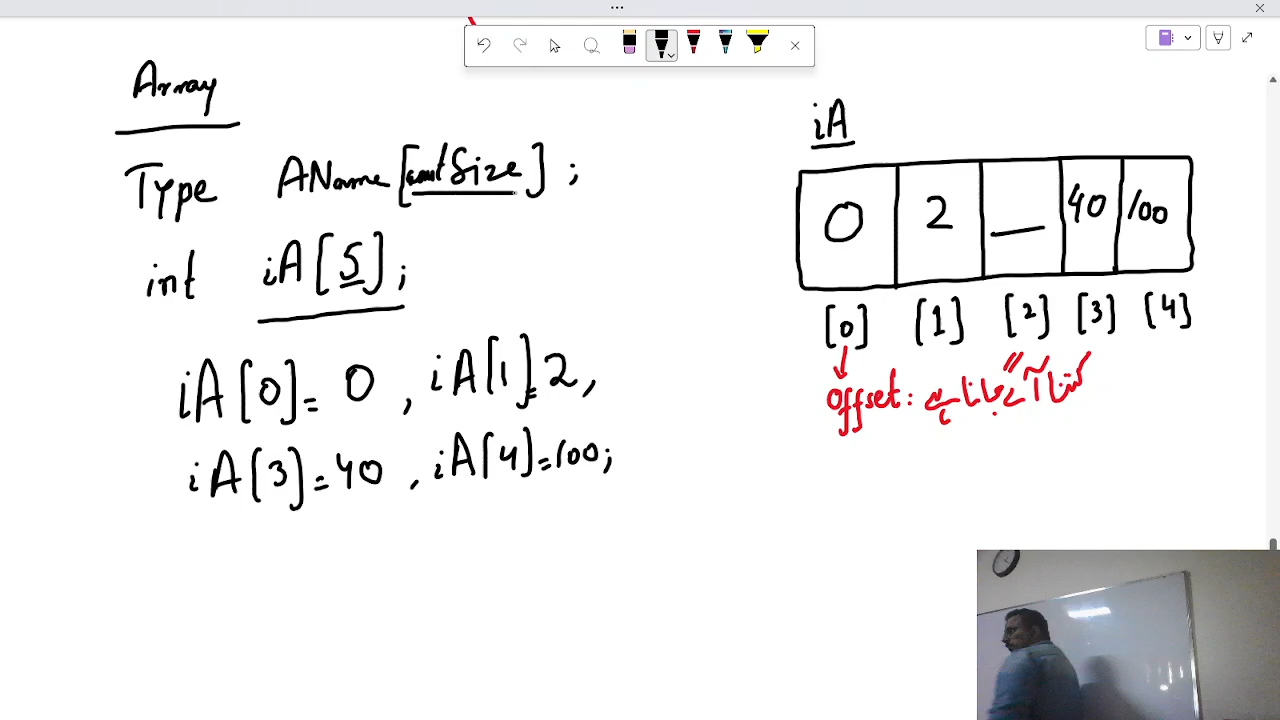 Array
Type AName[constSize];
int iA[5];
iA[0]= 0 , iA[1]=2,
iA[3]=40 , iA[4]=100;
iA
0 2 _ 40 100
[0] [1] [2] [3] [4]
Offset: کتنا آگے جانا ہے